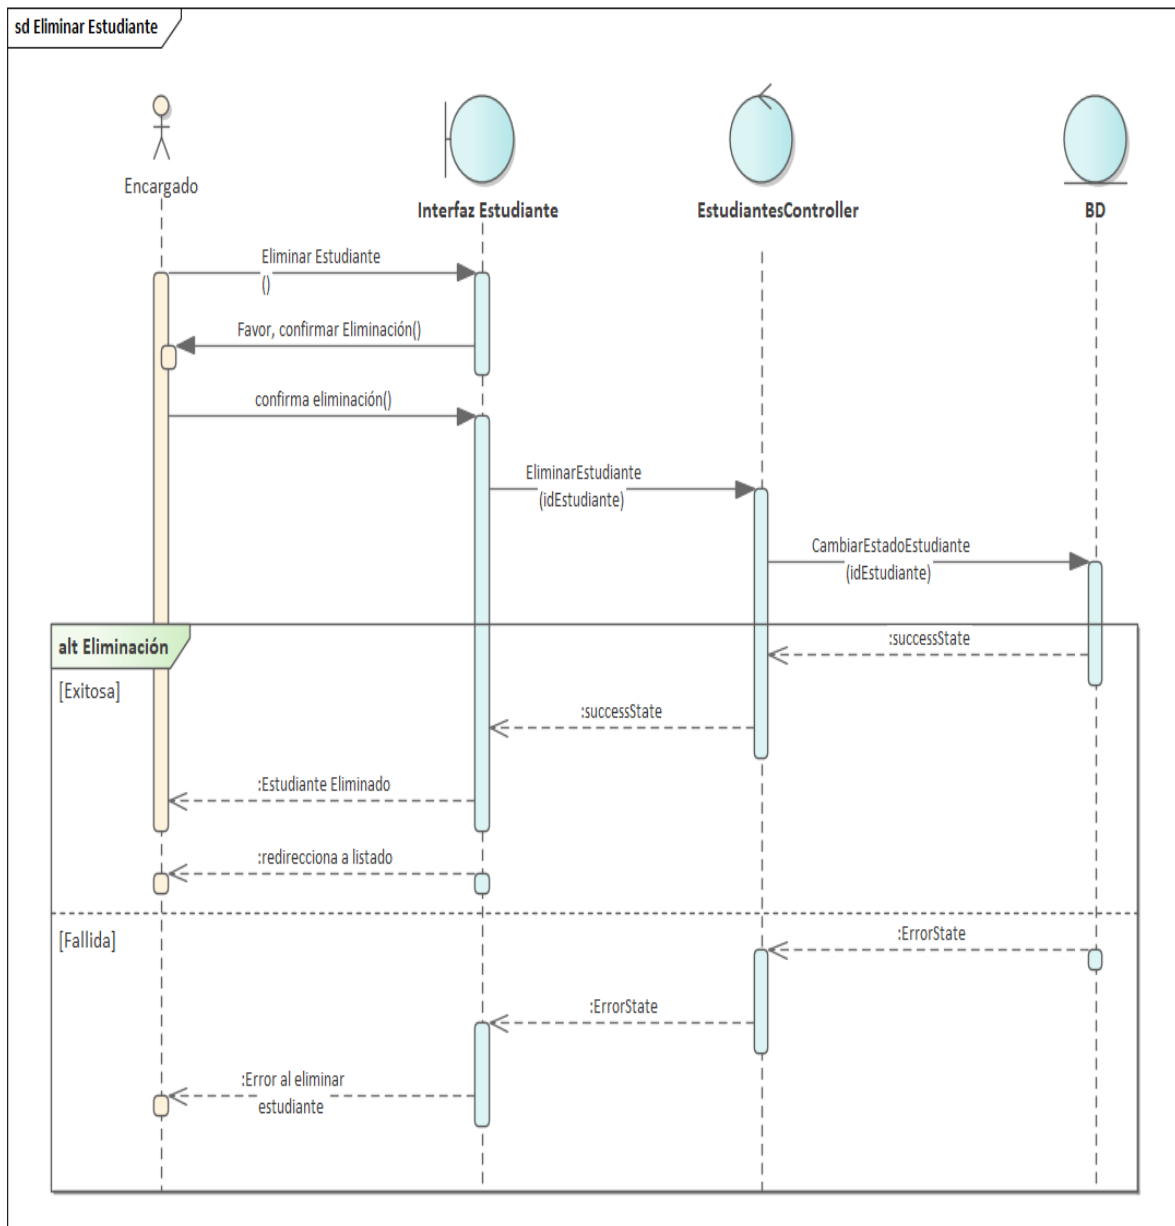 sd Eliminar Estudiante
Encargado
Interfaz Estudiante
EstudiantesController
BD
Eliminar Estudiante
()
Favor, confirmar Eliminación()
confirma eliminación()
EliminarEstudiante
(idEstudiante)
CambiarEstadoEstudiante
(idEstudiante)
alt Eliminación
:successState
[Exitosa]
:successState
:Estudiante Eliminado
:redirecciona a listado
[Fallida]
:ErrorState
:ErrorState
:Error al eliminar
estudiante